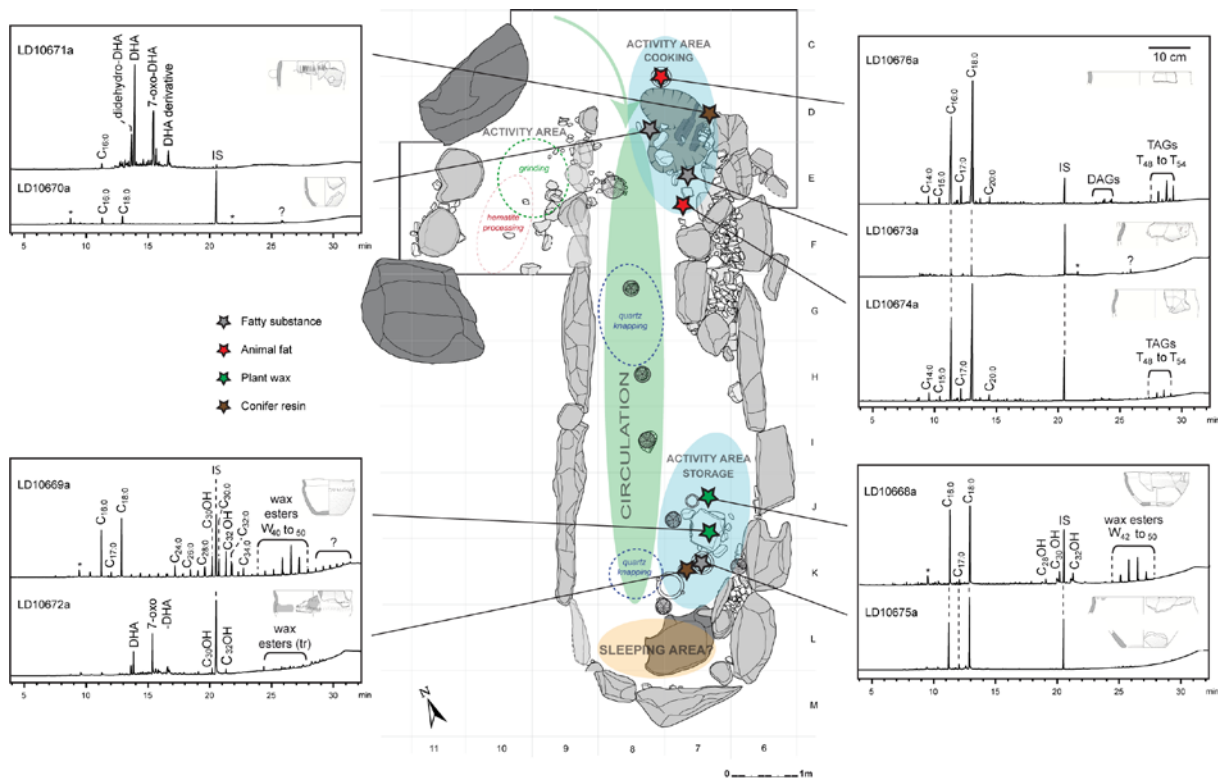 LD10671a
didehydro-DHA
DHA
7-oxo-DHA
DHA derivative
C16:0
IS
LD10670a
*
C16:0
C18:0
*
?
10
15
20
25
30
min
Fatty substance
Animal fat
Plant wax
Conifer resin
LD10669a
*
C16:0
C17:0
C18:0
C24:0
C26:0
C28:0
C30OH
IS
C30:0
C32OH
C32:0
C34:0
wax
esters
W40 to 50
?
LD10672a
DHA
7-oxo
-DHA
C30OH
C32OH
wax
esters (tr)
5
10
15
20
25
30
min
ACTIVITY AREA
COOKING
ACTIVITY AREA
grinding
hematite
processing
quartz
knapping
CIRCULATION
ACTIVITY AREA
STORAGE
quartz
knapping
SLEEPING AREA?
C
D
E
F
G
H
I
J
K
L
M
N
11
10
9
8
7
6
0
1m
LD10676a
10 cm
C14:0
C15:0
C16:0
C17:0
C18:0
C20:0
IS
DAGs
TAGs
T48 to T54
LD10673a
*
?
LD10674a
C14:0
C15:0
C17:0
C20:0
TAGs
T48 to T54
5
10
15
20
25
30
min
LD10668a
*
C16:0
C17:0
C18:0
C28OH
C30OH
IS
C32OH
wax esters
W42 to 50
LD10675a
5
10
15
20
25
30
min